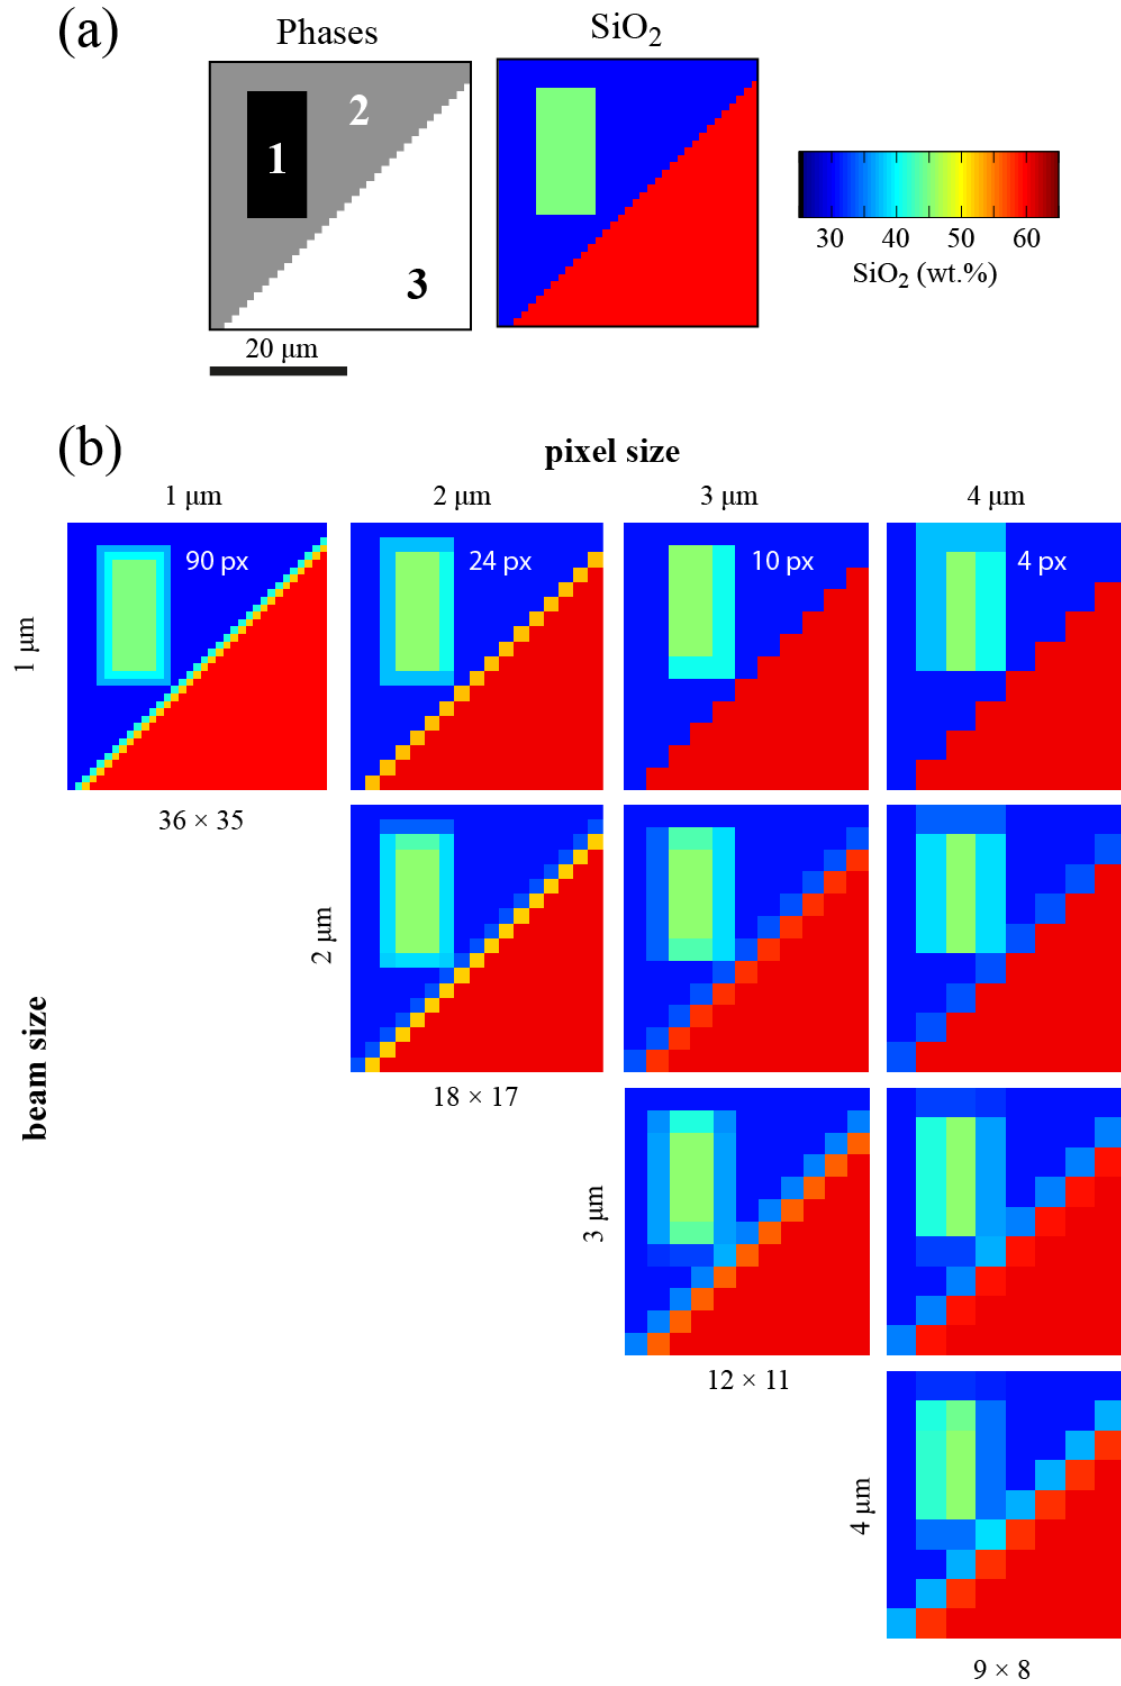 (a)
Phases
SiO₂
1
2
3
20 μm
30 40 50 60
SiO₂ (wt.%)
(b)
pixel size
1 μm 2 μm 3 μm 4 μm
beam size
1 μm
90 px
24 px
10 px
4 px
36 × 35
2 μm
18 × 17
3 μm
12 × 11
4 μm
9 × 8